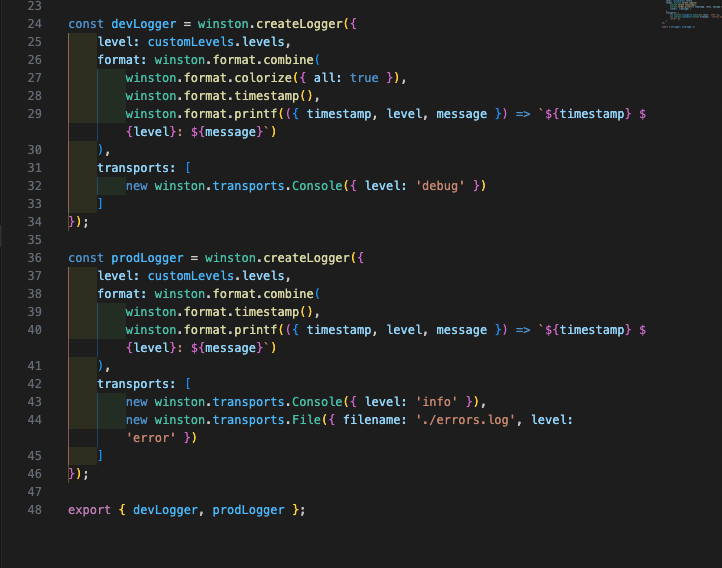 23
24 const devLogger = winston.createLogger({
25     level: customLevels.levels,
26     format: winston.format.combine(
27         winston.format.colorize({ all: true }),
28         winston.format.timestamp(),
29         winston.format.printf(({ timestamp, level, message }) => `${timestamp} $
        {level}: ${message}`)
30     ),
31     transports: [
32         new winston.transports.Console({ level: 'debug' })
33     ]
34 });
35
36 const prodLogger = winston.createLogger({
37     level: customLevels.levels,
38     format: winston.format.combine(
39         winston.format.timestamp(),
40         winston.format.printf(({ timestamp, level, message }) => `${timestamp} $
        {level}: ${message}`)
41     ),
42     transports: [
43         new winston.transports.Console({ level: 'info' }),
44         new winston.transports.File({ filename: './errors.log', level:
        'error' })
45     ]
46 });
47
48 export { devLogger, prodLogger };